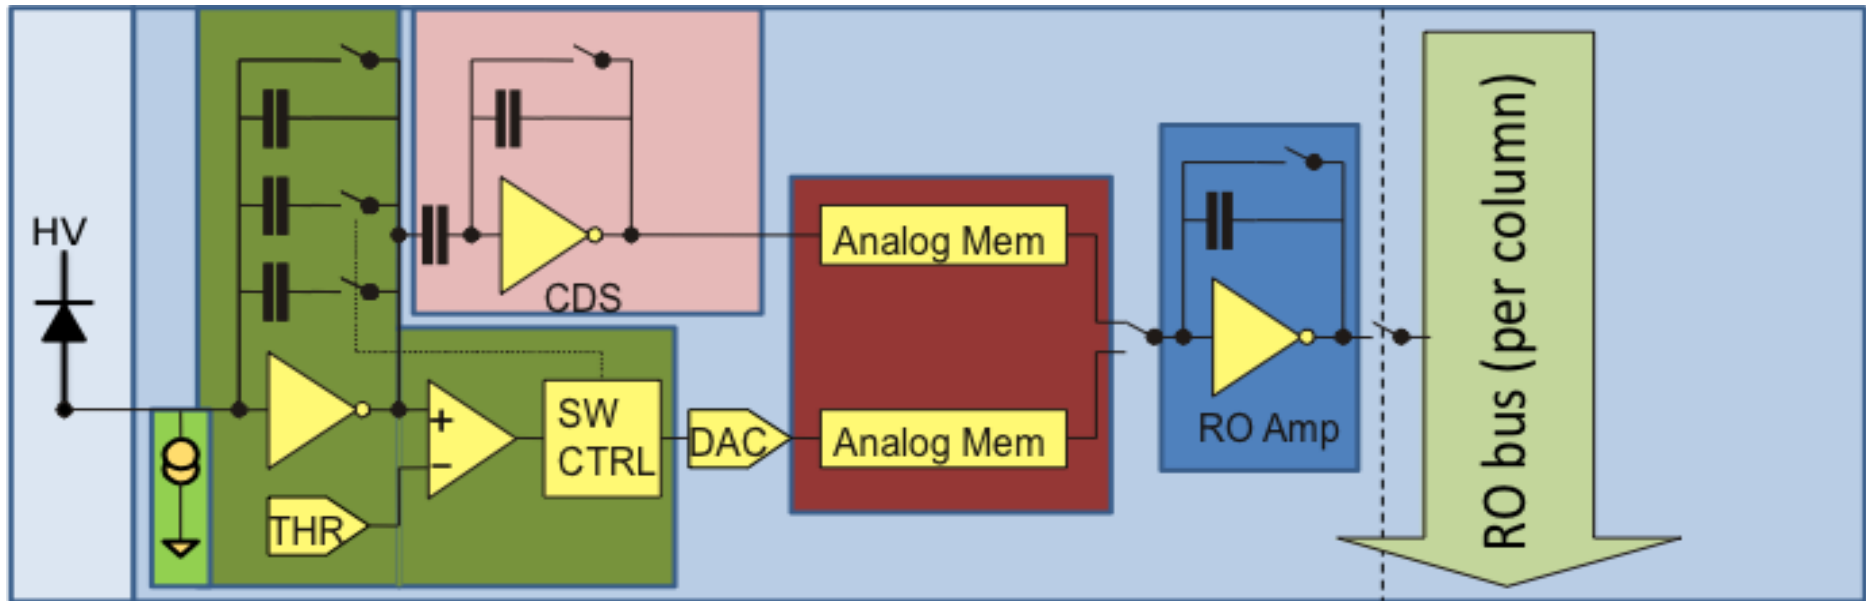 HV
CDS
+
−
SW
CTRL
THR
DAC
Analog Mem
Analog Mem
RO Amp
RO bus (per column)